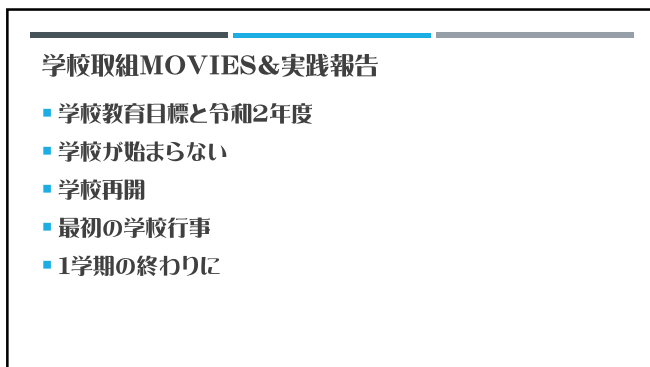 学校取組MOVIES&実践報告
学校教育目標と令和2年度
学校が始まらない
学校再開
最初の学校行事
1学期の終わりに